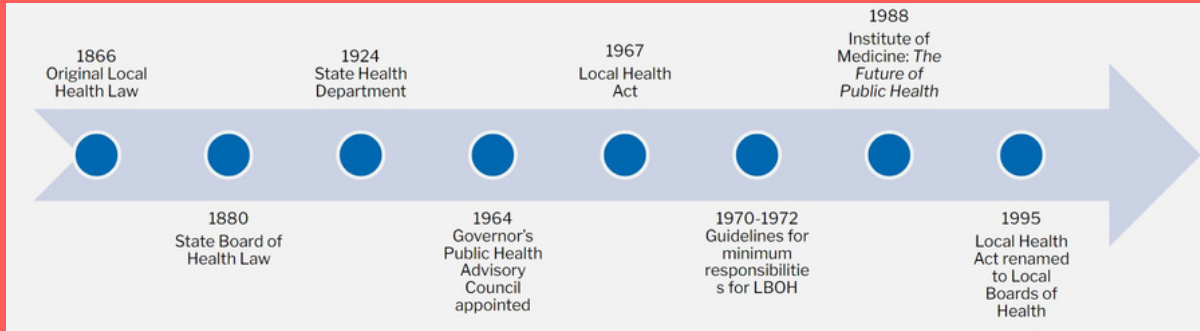 1866
Original Local
Health Law
1880
State Board of
Health Law
1924
State Health
Department
1964
Governor's
Public Health
Advisory
Council
appointed
1967
Local Health
Act
1970-1972
Guidelines for
minimum
responsibilitie
s for LBOH
1988
Institute of
Medicine: The
Future of
Public Health
1995
Local Health
Act renamed
to Local
Boards of
Health